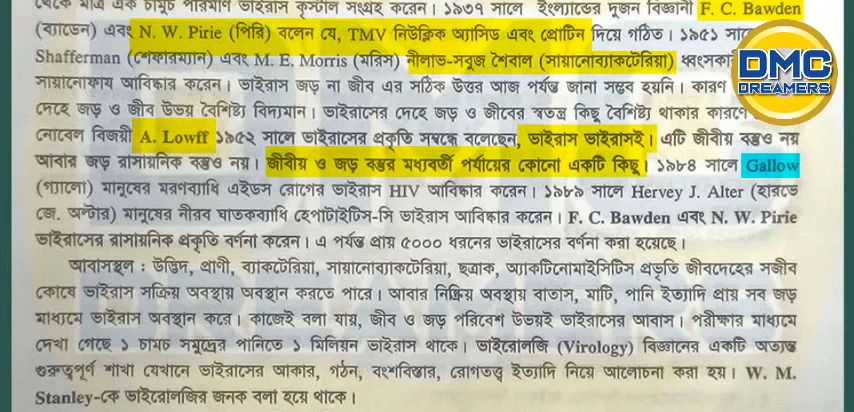 থেকে মাত্র এক চামচ পরিমাণ ভাইরাস কৃস্টাল সংগ্রহ করেন। ১৯৩৭ সালে ইংল্যান্ডের দুজন বিজ্ঞানী F. C. Bawden
(ব্যাডেন) এবং N. W. Pirie (পিরি) বলেন যে, TMV নিউক্লিক অ্যাসিড এবং প্রোটিন দিয়ে গঠিত। ১৯৫১ সালে
Shafferman (শেফারম্যান) এবং M. E. Morris (মরিস) নীলাভ-সবুজ শৈবাল (সায়ানোব্যাকটেরিয়া) ধ্বংসকারী
সায়ানোফায আবিষ্কার করেন। ভাইরাস জড় না জীব এর সঠিক উত্তর আজ পর্যন্ত জানা সম্ভব হয়নি। কারণ
দেহে জড় ও জীব উভয় বৈশিষ্ট্য বিদ্যমান। ভাইরাসের দেহে জড় ও জীবের স্বতন্ত্র কিছু বৈশিষ্ট্য থাকার কারণে
নোবেল বিজয়ী A. Lowff ১৯৫২ সালে ভাইরাসের প্রকৃতি সম্বন্ধে বলেছেন, ভাইরাস ভাইরাসই। এটি জীবীয় বস্তুও নয়
আবার জড় রাসায়নিক বস্তুও নয়। জীবীয় ও জড় বস্তুর মধ্যবর্তী পর্যায়ের কোনো একটি কিছু। ১৯৮৪ সালে Gallow
(গ্যালো) মানুষের মরণব্যাধি এইডস রোগের ভাইরাস HIV আবিষ্কার করেন। ১৯৮৯ সালে Hervey J. Alter (হারভে
জে. অল্টার) মানুষের নীরব ঘাতকব্যাধি হেপাটাইটিস-সি ভাইরাস আবিষ্কার করেন। F. C. Bawden এবং N. W. Pirie
ভাইরাসের রাসায়নিক প্রকৃতি বর্ণনা করেন। এ পর্যন্ত প্রায় ৫০০০ ধরনের ভাইরাসের বর্ণনা করা হয়েছে।
আবাসস্থল : উদ্ভিদ, প্রাণী, ব্যাকটেরিয়া, সায়ানোব্যাকটেরিয়া, ছত্রাক, অ্যাকটিনোমাইসিটিস প্রভৃতি জীবদেহের সজীব
কোষে ভাইরাস সক্রিয় অবস্থায় অবস্থান করতে পারে। আবার নিষ্ক্রিয় অবস্থায় বাতাস, মাটি, পানি ইত্যাদি প্রায় সব জড়
মাধ্যমে ভাইরাস অবস্থান করে। কাজেই বলা যায়, জীব ও জড় পরিবেশ উভয়ই ভাইরাসের আবাস। পরীক্ষার মাধ্যমে
দেখা গেছে ১ চামচ সমুদ্রের পানিতে ১ মিলিয়ন ভাইরাস থাকে। ভাইরোলজি (Virology) বিজ্ঞানের একটি অত্যন্ত
গুরুত্বপূর্ণ শাখা যেখানে ভাইরাসের আকার, গঠন, বংশবিস্তার, রোগতত্ত্ব ইত্যাদি নিয়ে আলোচনা করা হয়। W. M.
Stanley-কে ভাইরোলজির জনক বলা হয়ে থাকে।
DMC
DREAMERS